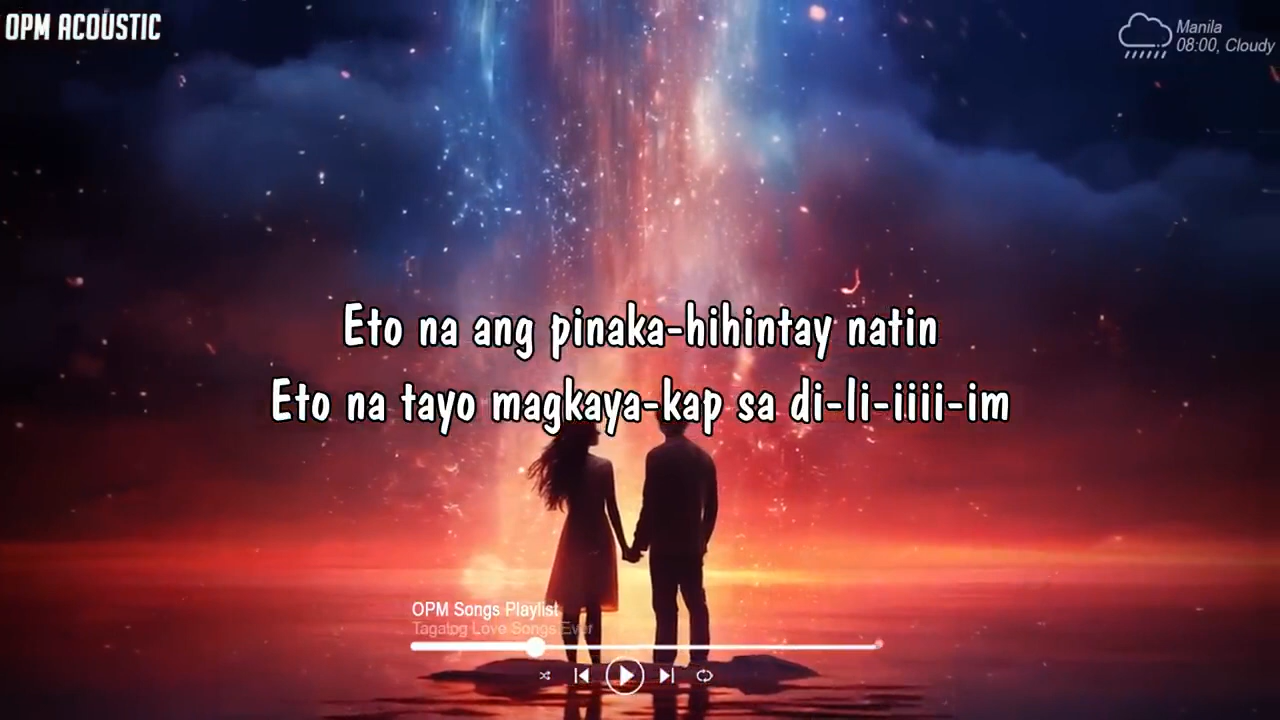 OPM ACOUSTIC
Manila
08:00, Cloudy
Eto na ang pinaka-hihintay natin
Eto na tayo magkaya-kap sa di-li-iiii-im
OPM Songs Playlist
Tagalog Love Songs Ever